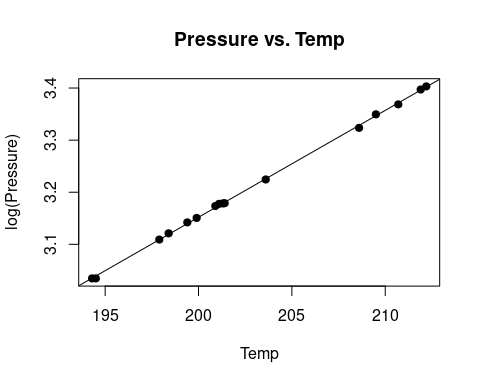 Pressure vs. Temp
log(Pressure)
3.4
3.3
3.2
3.1
195 200 205 210
Temp